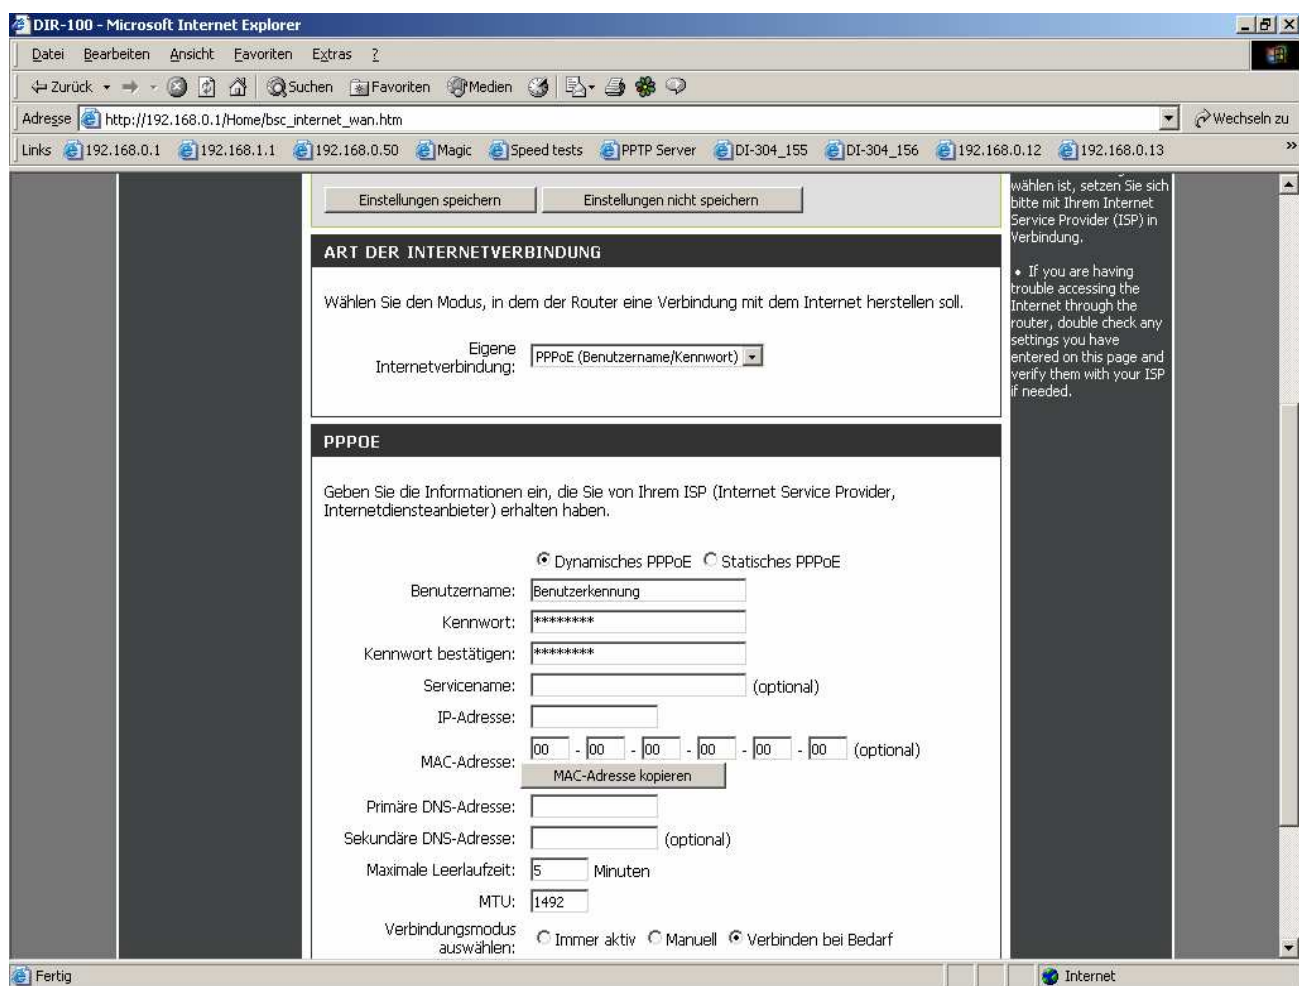 DIR-100 - Microsoft Internet Explorer
Datei Bearbeiten Ansicht Favoriten Extras ?
Zurück Suchen Favoriten Medien
Adresse http://192.168.0.1/Home/bsc_internet_wan.htm Wechseln zu
Links 192.168.0.1 192.168.1.1 192.168.0.50 Magic Speed tests PPTP Server DI-304_155 DI-304_156 192.168.0.12 192.168.0.13 »
Einstellungen speichern Einstellungen nicht speichern
ART DER INTERNETVERBINDUNG
Wählen Sie den Modus, in dem der Router eine Verbindung mit dem Internet herstellen soll.
Eigene
Internetverbindung: PPPoE (Benutzername/Kennwort)
PPPOE
Geben Sie die Informationen ein, die Sie von Ihrem ISP (Internet Service Provider,
Internetdiensteanbieter) erhalten haben.
Dynamisches PPPoE Statisches PPPoE
Benutzername: Benutzerkennung
Kennwort: ********
Kennwort bestätigen: ********
Servicename: (optional)
IP-Adresse:
MAC-Adresse: 00 - 00 - 00 - 00 - 00 - 00 (optional)
MAC-Adresse kopieren
Primäre DNS-Adresse:
Sekundäre DNS-Adresse: (optional)
Maximale Leerlaufzeit: 5 Minuten
MTU: 1492
Verbindungsmodus
auswählen: Immer aktiv Manuell Verbinden bei Bedarf
wählen ist, setzen Sie sich
bitte mit Ihrem Internet
Service Provider (ISP) in
Verbindung.
• If you are having
trouble accessing the
Internet through the
router, double check any
settings you have
entered on this page and
verify them with your ISP
if needed.
Fertig Internet